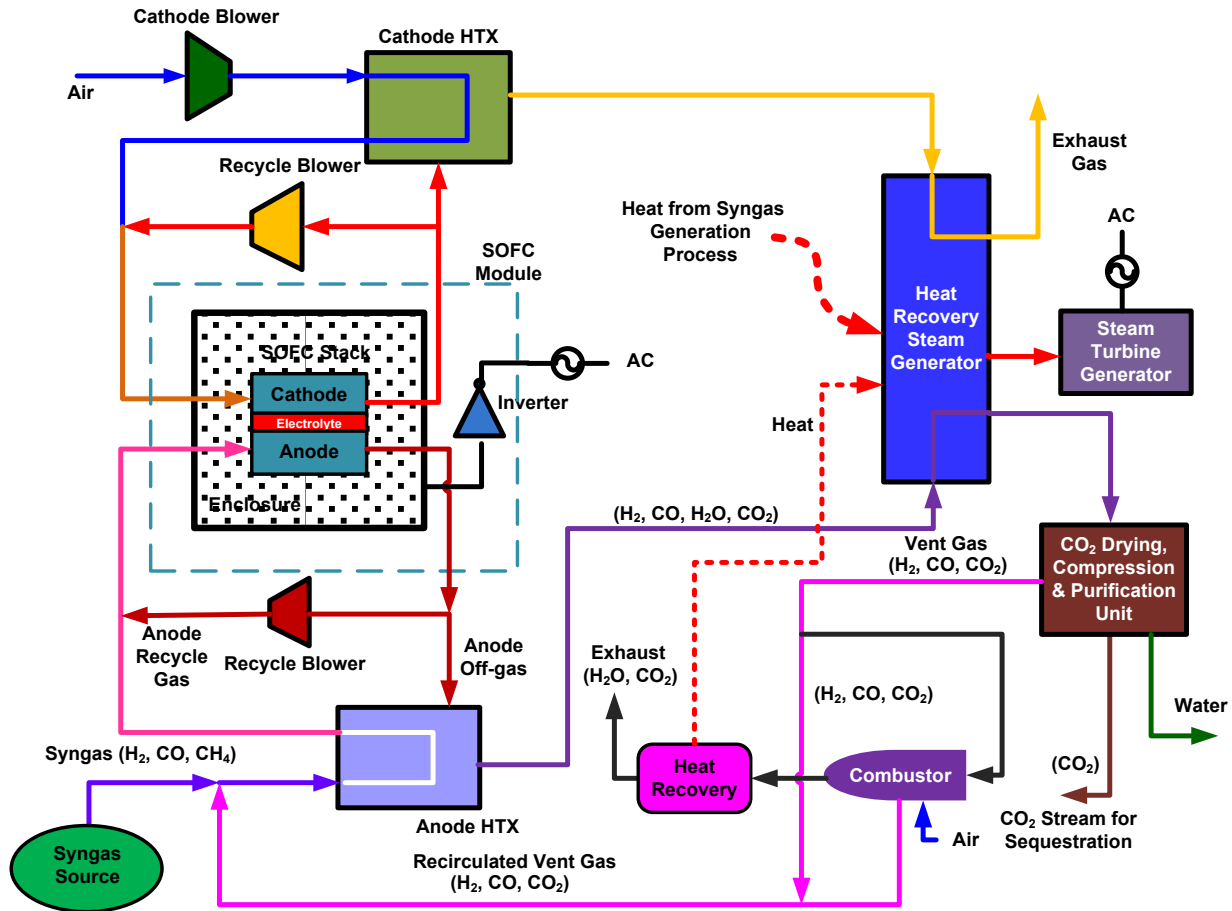 Cathode Blower
Cathode HTX
Air
Recycle Blower
Exhaust
Gas
Heat from Syngas
Generation
Process
AC
SOFC
Module
Heat
Recovery
Steam
Generator
Steam
Turbine
Generator
SOFC Stack
AC
Cathode
Inverter
Electrolyte
Anode
Heat
Enclosure
(H₂, CO, H₂O, CO₂)
Vent Gas
(H₂, CO, CO₂)
CO₂ Drying,
Compression
& Purification
Unit
Anode
Recycle
Gas
Recycle Blower
Anode
Off-gas
Exhaust
(H₂O, CO₂)
(H₂, CO, CO₂)
Water
Syngas (H₂, CO, CH₄)
Heat
Recovery
Combustor
(CO₂)
CO₂ Stream for
Sequestration
Anode HTX
Air
Syngas
Source
Recirculated Vent Gas
(H₂, CO, CO₂)